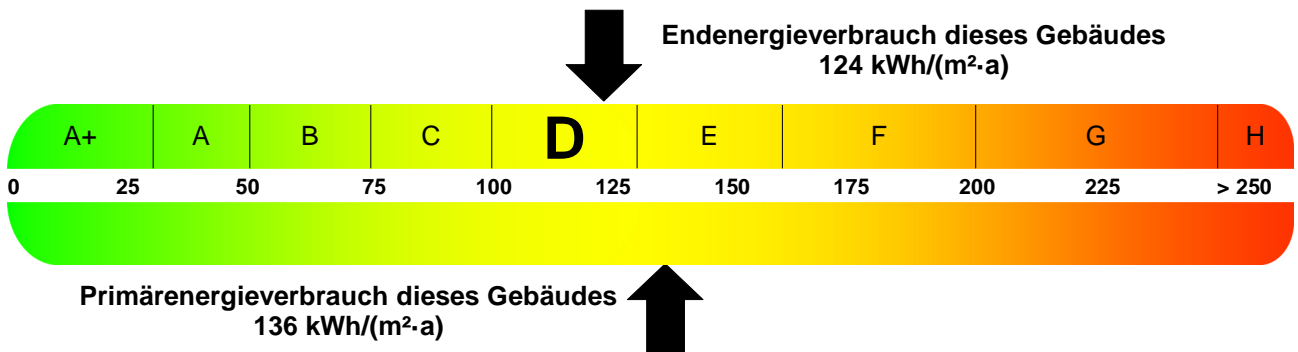 Endenergieverbrauch dieses Gebäudes
124 kWh/(m²·a)
A+ A B C D E F G H
0 25 50 75 100 125 150 175 200 225 > 250
Primärenergieverbrauch dieses Gebäudes
136 kWh/(m²·a)